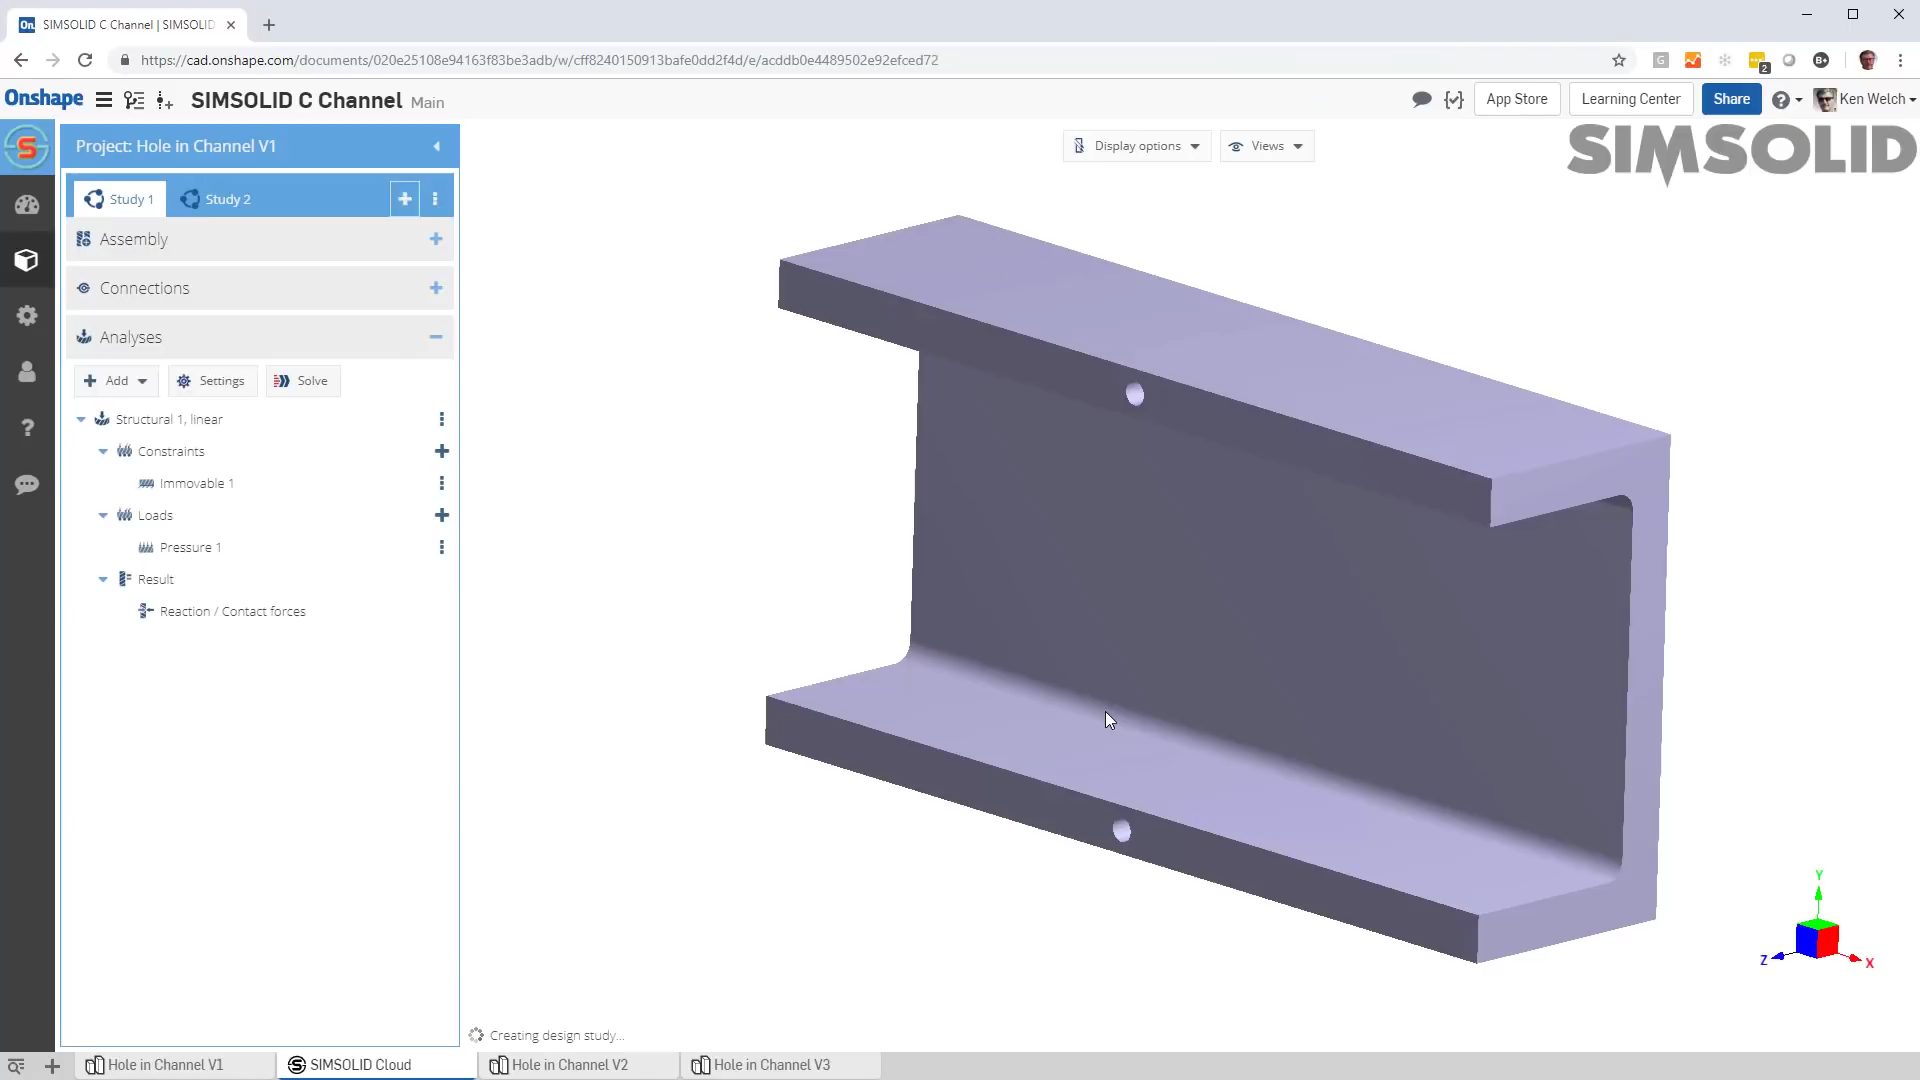 On. SIMSOLID C Channel | SIMSOLID
https://cad.onshape.com/documents/020e25108e94163f83be3adb/w/cff8240150913bafe0dd2f4d/e/acddb0e4489502e92efced72
G
2
B
Onshape
SIMSOLID C Channel Main
App Store
Learning Center
Share
Ken Welch
S
Project: Hole in Channel V1
Display options
Views
SIMSOLID
Study 1
Study 2
Assembly
Connections
Analyses
Add
Settings
Solve
Structural 1, linear
Constraints
Immovable 1
Loads
Pressure 1
Result
Reaction / Contact forces
Y
Z
X
Creating design study...
Hole in Channel V1
SIMSOLID Cloud
Hole in Channel V2
Hole in Channel V3